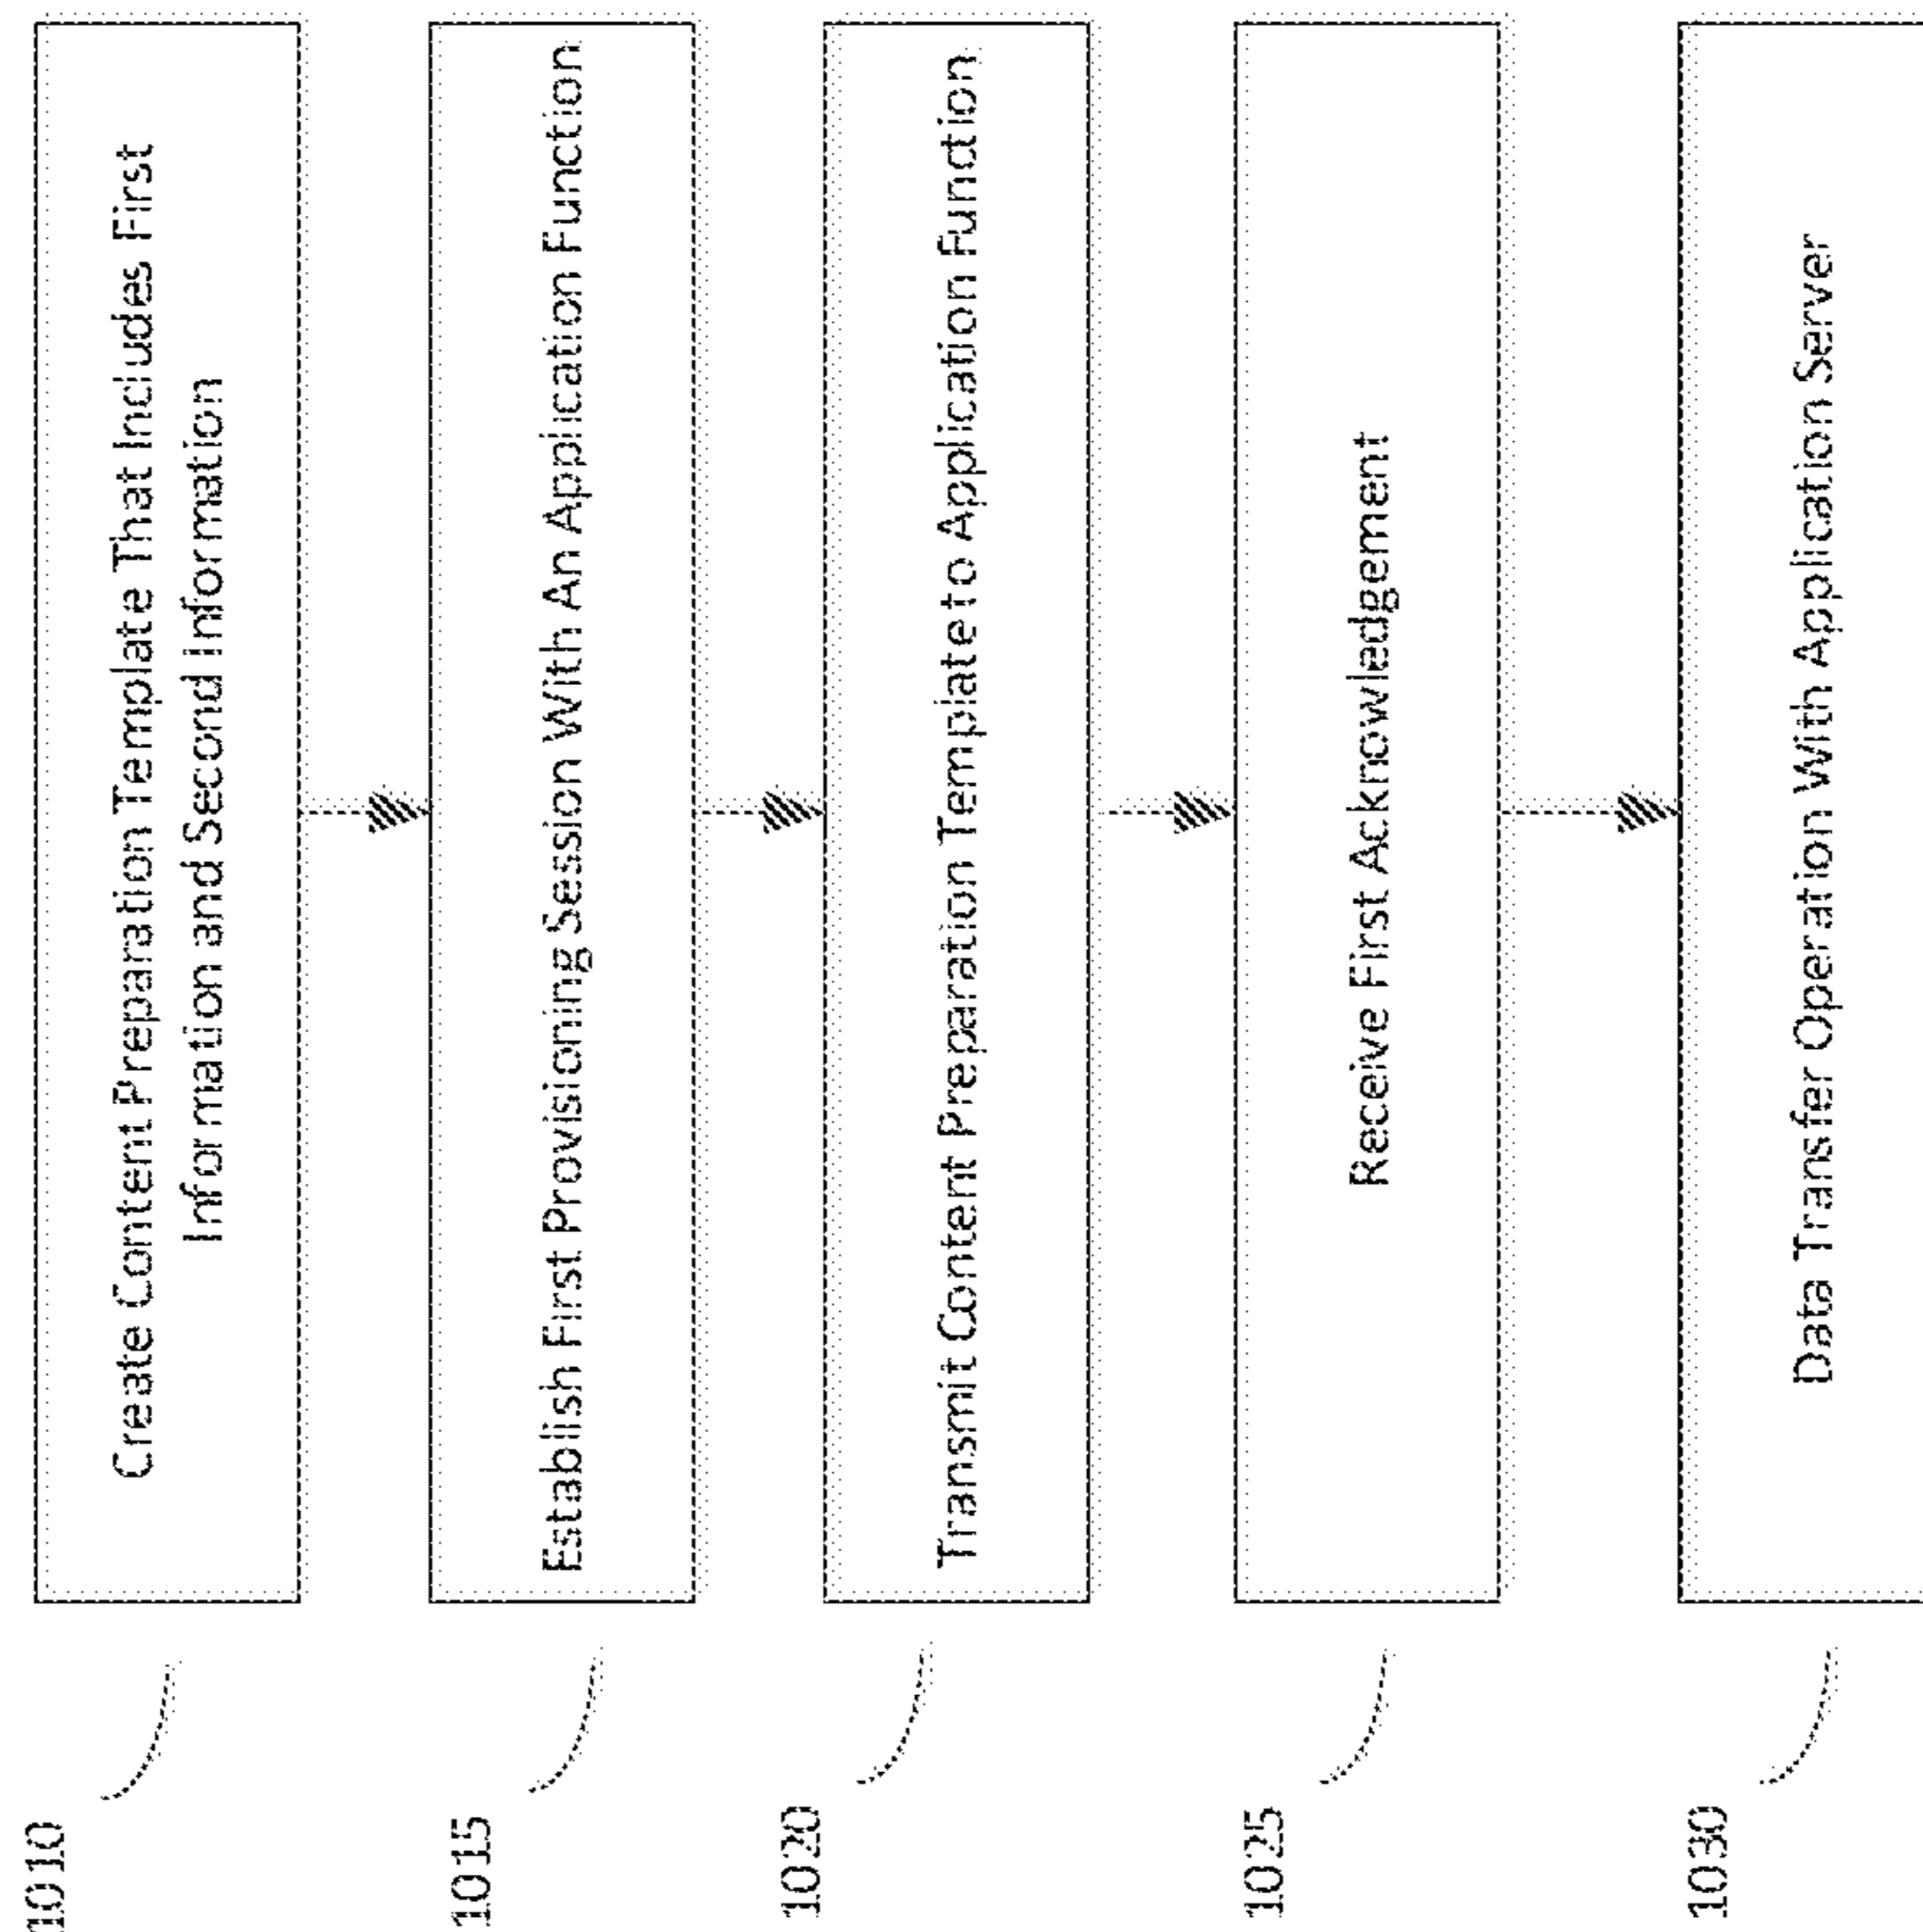 1010
Create Content Preparation Template That Includes First
Information and Second Information
1015
Establish First Provisioning Session With An Application Function
1020
Transmit Content Preparation Template to Application Function
1025
Receive First Acknowledgement
1030
Data Transfer Operation With Application Server